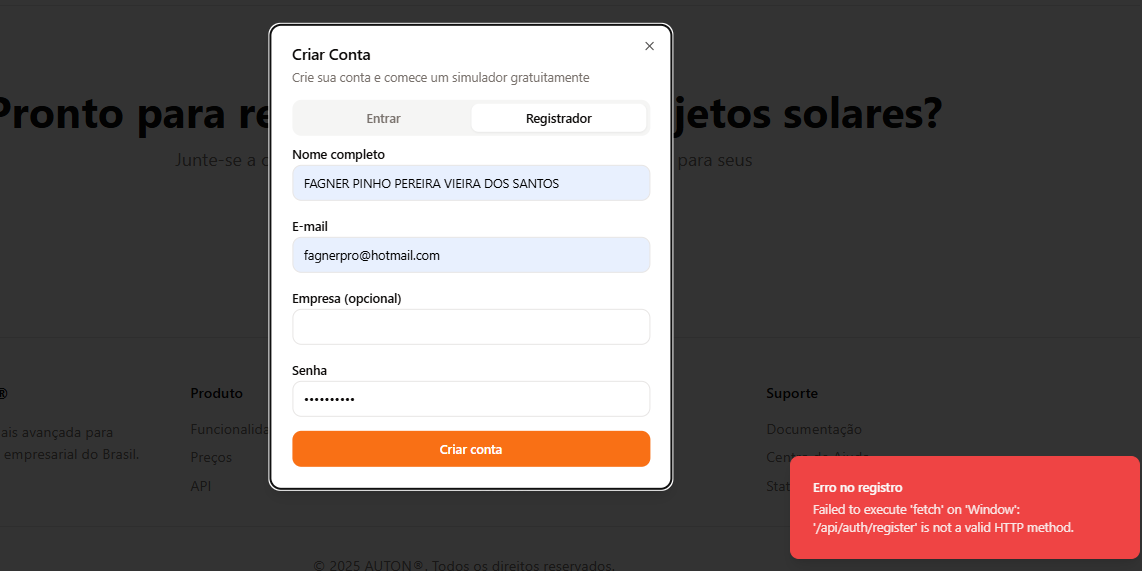 Criar Conta
Crie sua conta e comece um simulador gratuitamente
Pronto para re jetos solares?
Entrar
Registrador
Junte-se a c para seus
Nome completo
FAGNER PINHO PEREIRA VIEIRA DOS SANTOS
E-mail
fagnerpro@hotmail.com
Empresa (opcional)
Senha
••••••••••
Criar conta
®
ais avançada para
empresarial do Brasil.
Produto
Funcionalida
Preços
API
Suporte
Documentação
Centro de Ajuda
Stat
Erro no registro
Failed to execute 'fetch' on 'Window':
'/api/auth/register' is not a valid HTTP method.
© 2025 AUTON®. Todos os direitos reservados.